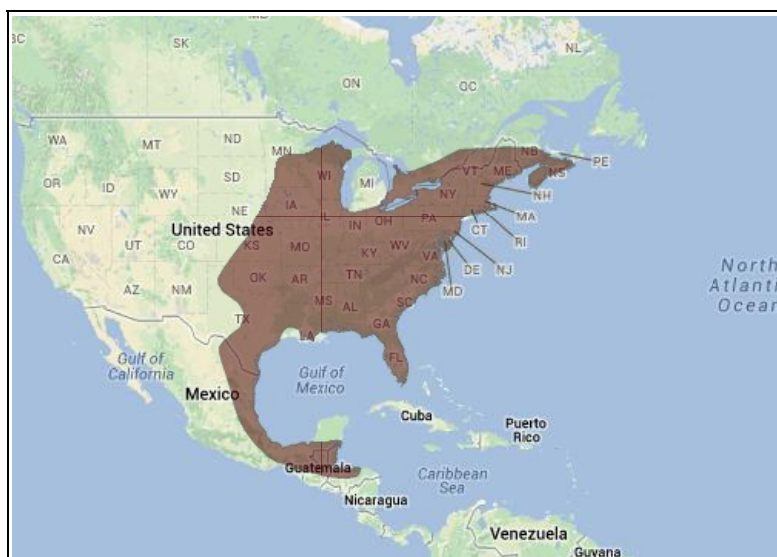 BC
SK
NL
ON
QC
WA
MT
ND
MN
NB
PE
OR
ID
SD
WI
MI
VT
ME
NS
WY
NY
NH
NE
IA
MA
NV
UT
United States
CO
KS
MO
IL
IN
OH
PA
CT
RI
CA
KY
WV
VA
NJ
DE
MD
AZ
NM
OK
AR
TN
NC
North
Atlantic
Ocean
MS
AL
SC
TX
LA
GA
FL
Gulf of
California
Gulf of
Mexico
Mexico
Cuba
Puerto
Rico
Guatemala
Caribbean
Sea
Nicaragua
Venezuela
Guyana